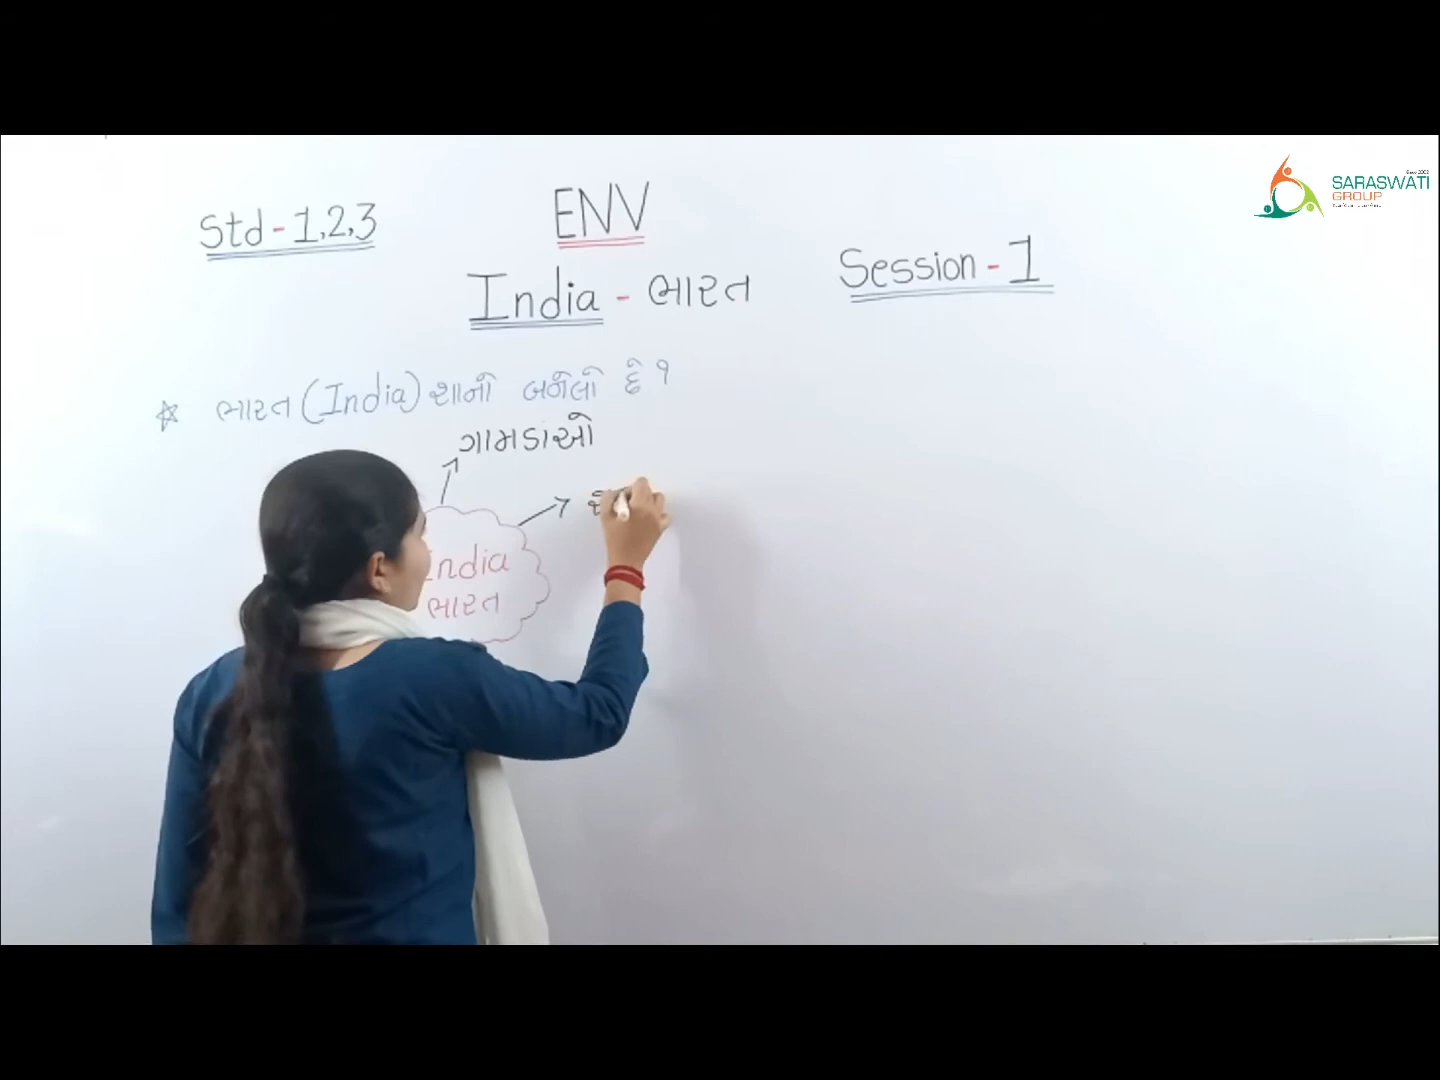 SARASWATI
GROUP
ENV
Std-1,2,3
Session-1
India - ભારત
☆ ભારત (India) શાનો બનેલો છે ?
ગામડાંઓ
India
ભારત